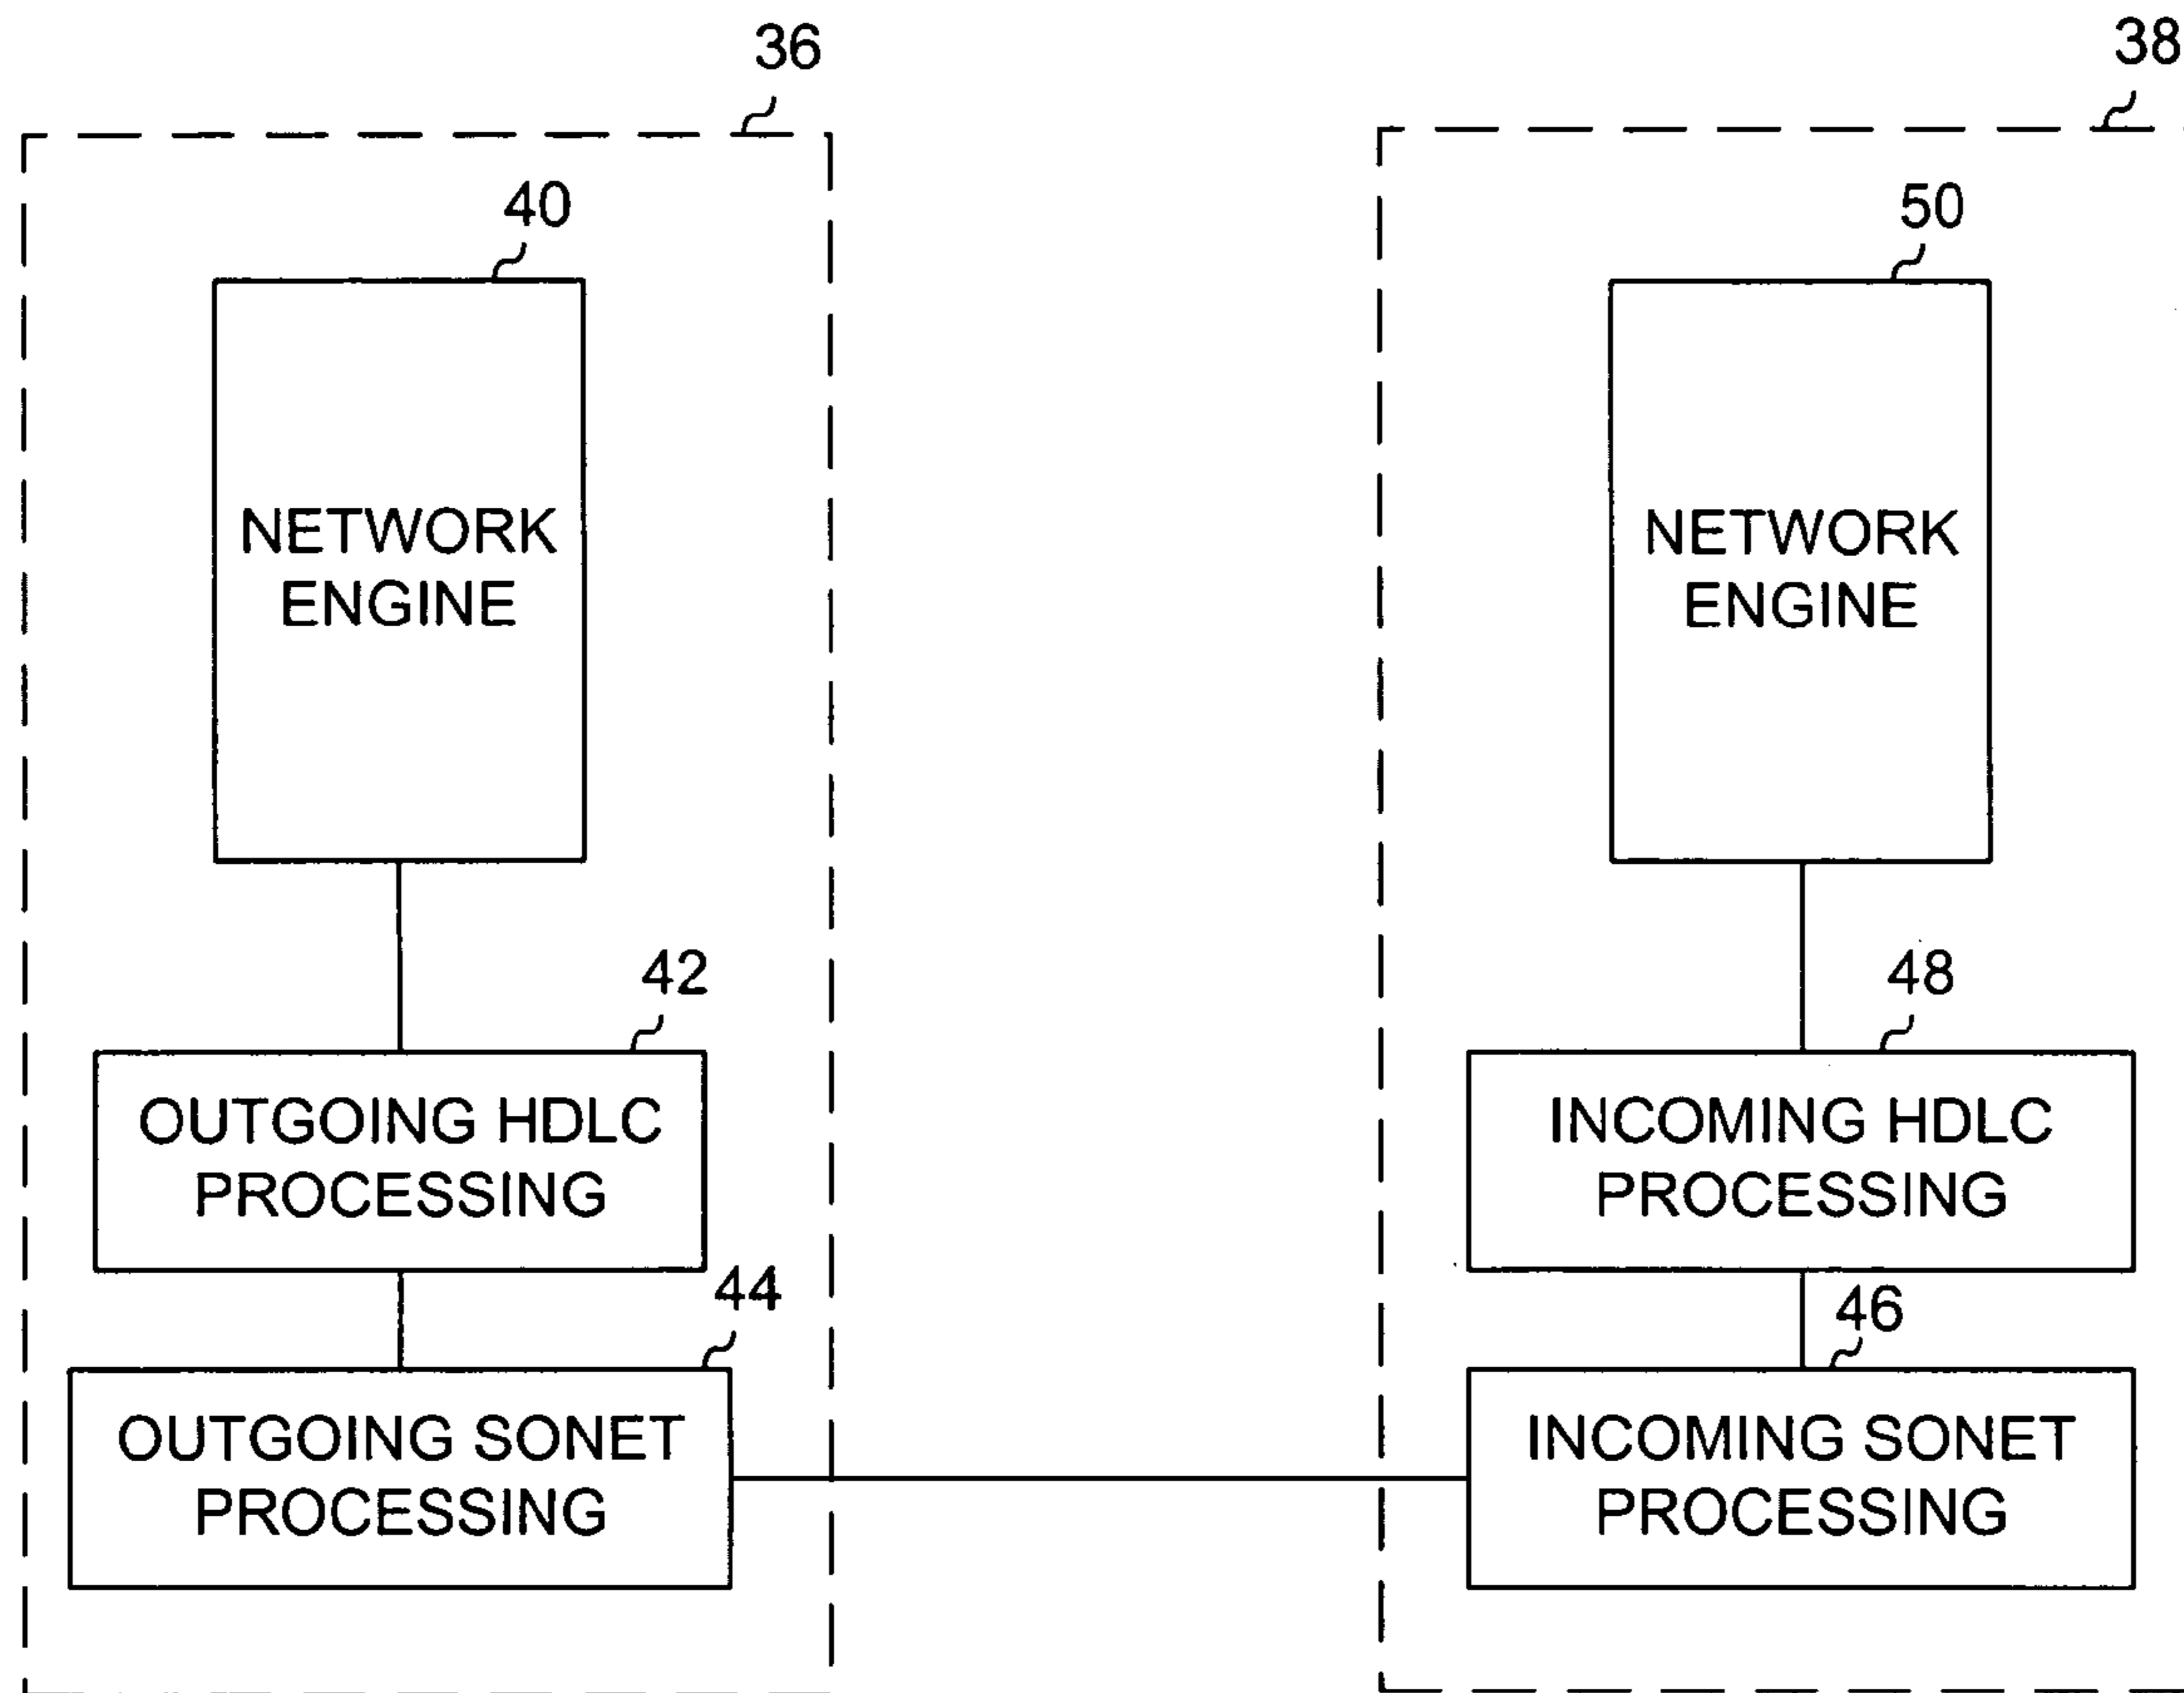 36
38
40
50
NETWORK
ENGINE
NETWORK
ENGINE
42
48
OUTGOING HDLC
PROCESSING
INCOMING HDLC
PROCESSING
44
46
OUTGOING SONET
PROCESSING
INCOMING SONET
PROCESSING